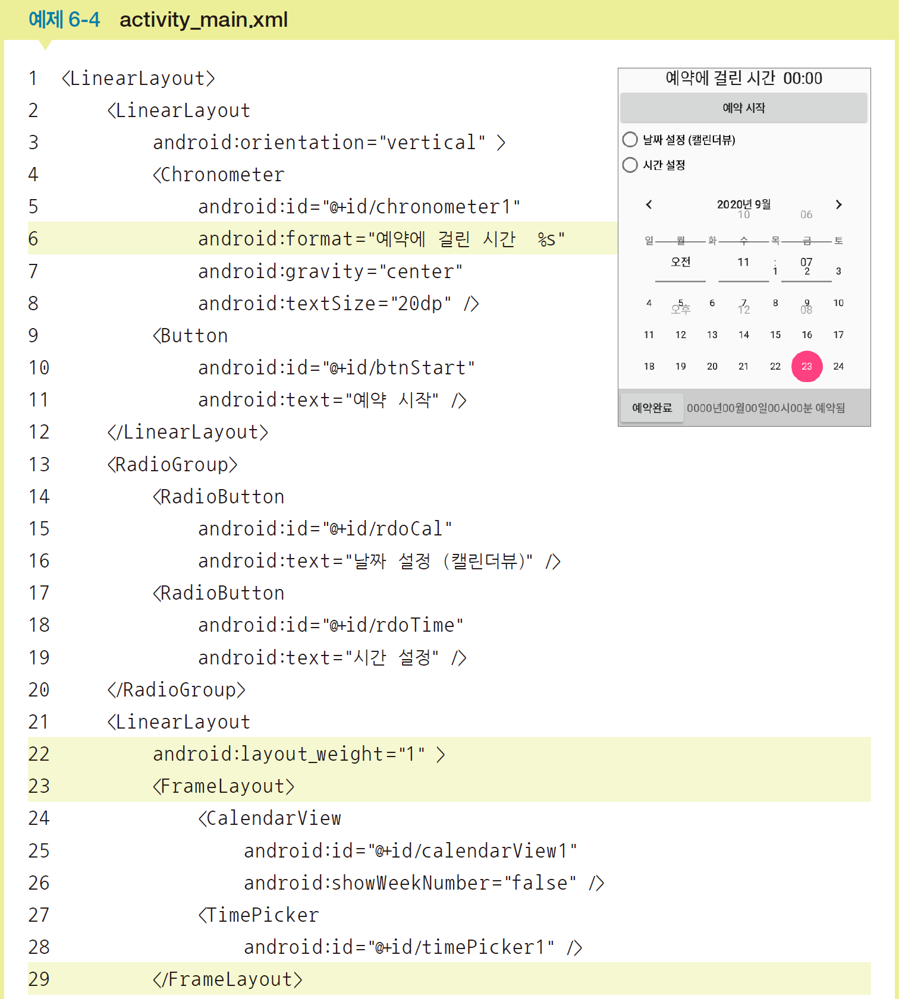 예제 6-4 activity_main.xml
1 <LinearLayout>
2 <LinearLayout
3 android:orientation="vertical" >
4 <Chronometer
5 android:id="@+id/chronometer1"
6 android:format="예약에 걸린 시간  %s"
7 android:gravity="center"
8 android:textSize="20dp" />
9 <Button
10 android:id="@+id/btnStart"
11 android:text="예약 시작" />
12 </LinearLayout>
13 <RadioGroup>
14 <RadioButton
15 android:id="@+id/rdoCal"
16 android:text="날짜 설정 (캘린더뷰)" />
17 <RadioButton
18 android:id="@+id/rdoTime"
19 android:text="시간 설정" />
20 </RadioGroup>
21 <LinearLayout
22 android:layout_weight="1" >
23 <FrameLayout>
24 <CalendarView
25 android:id="@+id/calendarView1"
26 android:showWeekNumber="false" />
27 <TimePicker
28 android:id="@+id/timePicker1" />
29 </FrameLayout>
예약에 걸린 시간 00:00
예약 시작
날짜 설정 (캘린더뷰)
시간 설정
< 2020년 9월 >
10 06
일 월 화 수 목 금 토
오전 11 : 07
1 2 3
4 5 6 7 8 9 10
오후 12 08
11 12 13 14 15 16 17
18 19 20 21 22 23 24
예약완료 0000년00월00일00시00분 예약됨